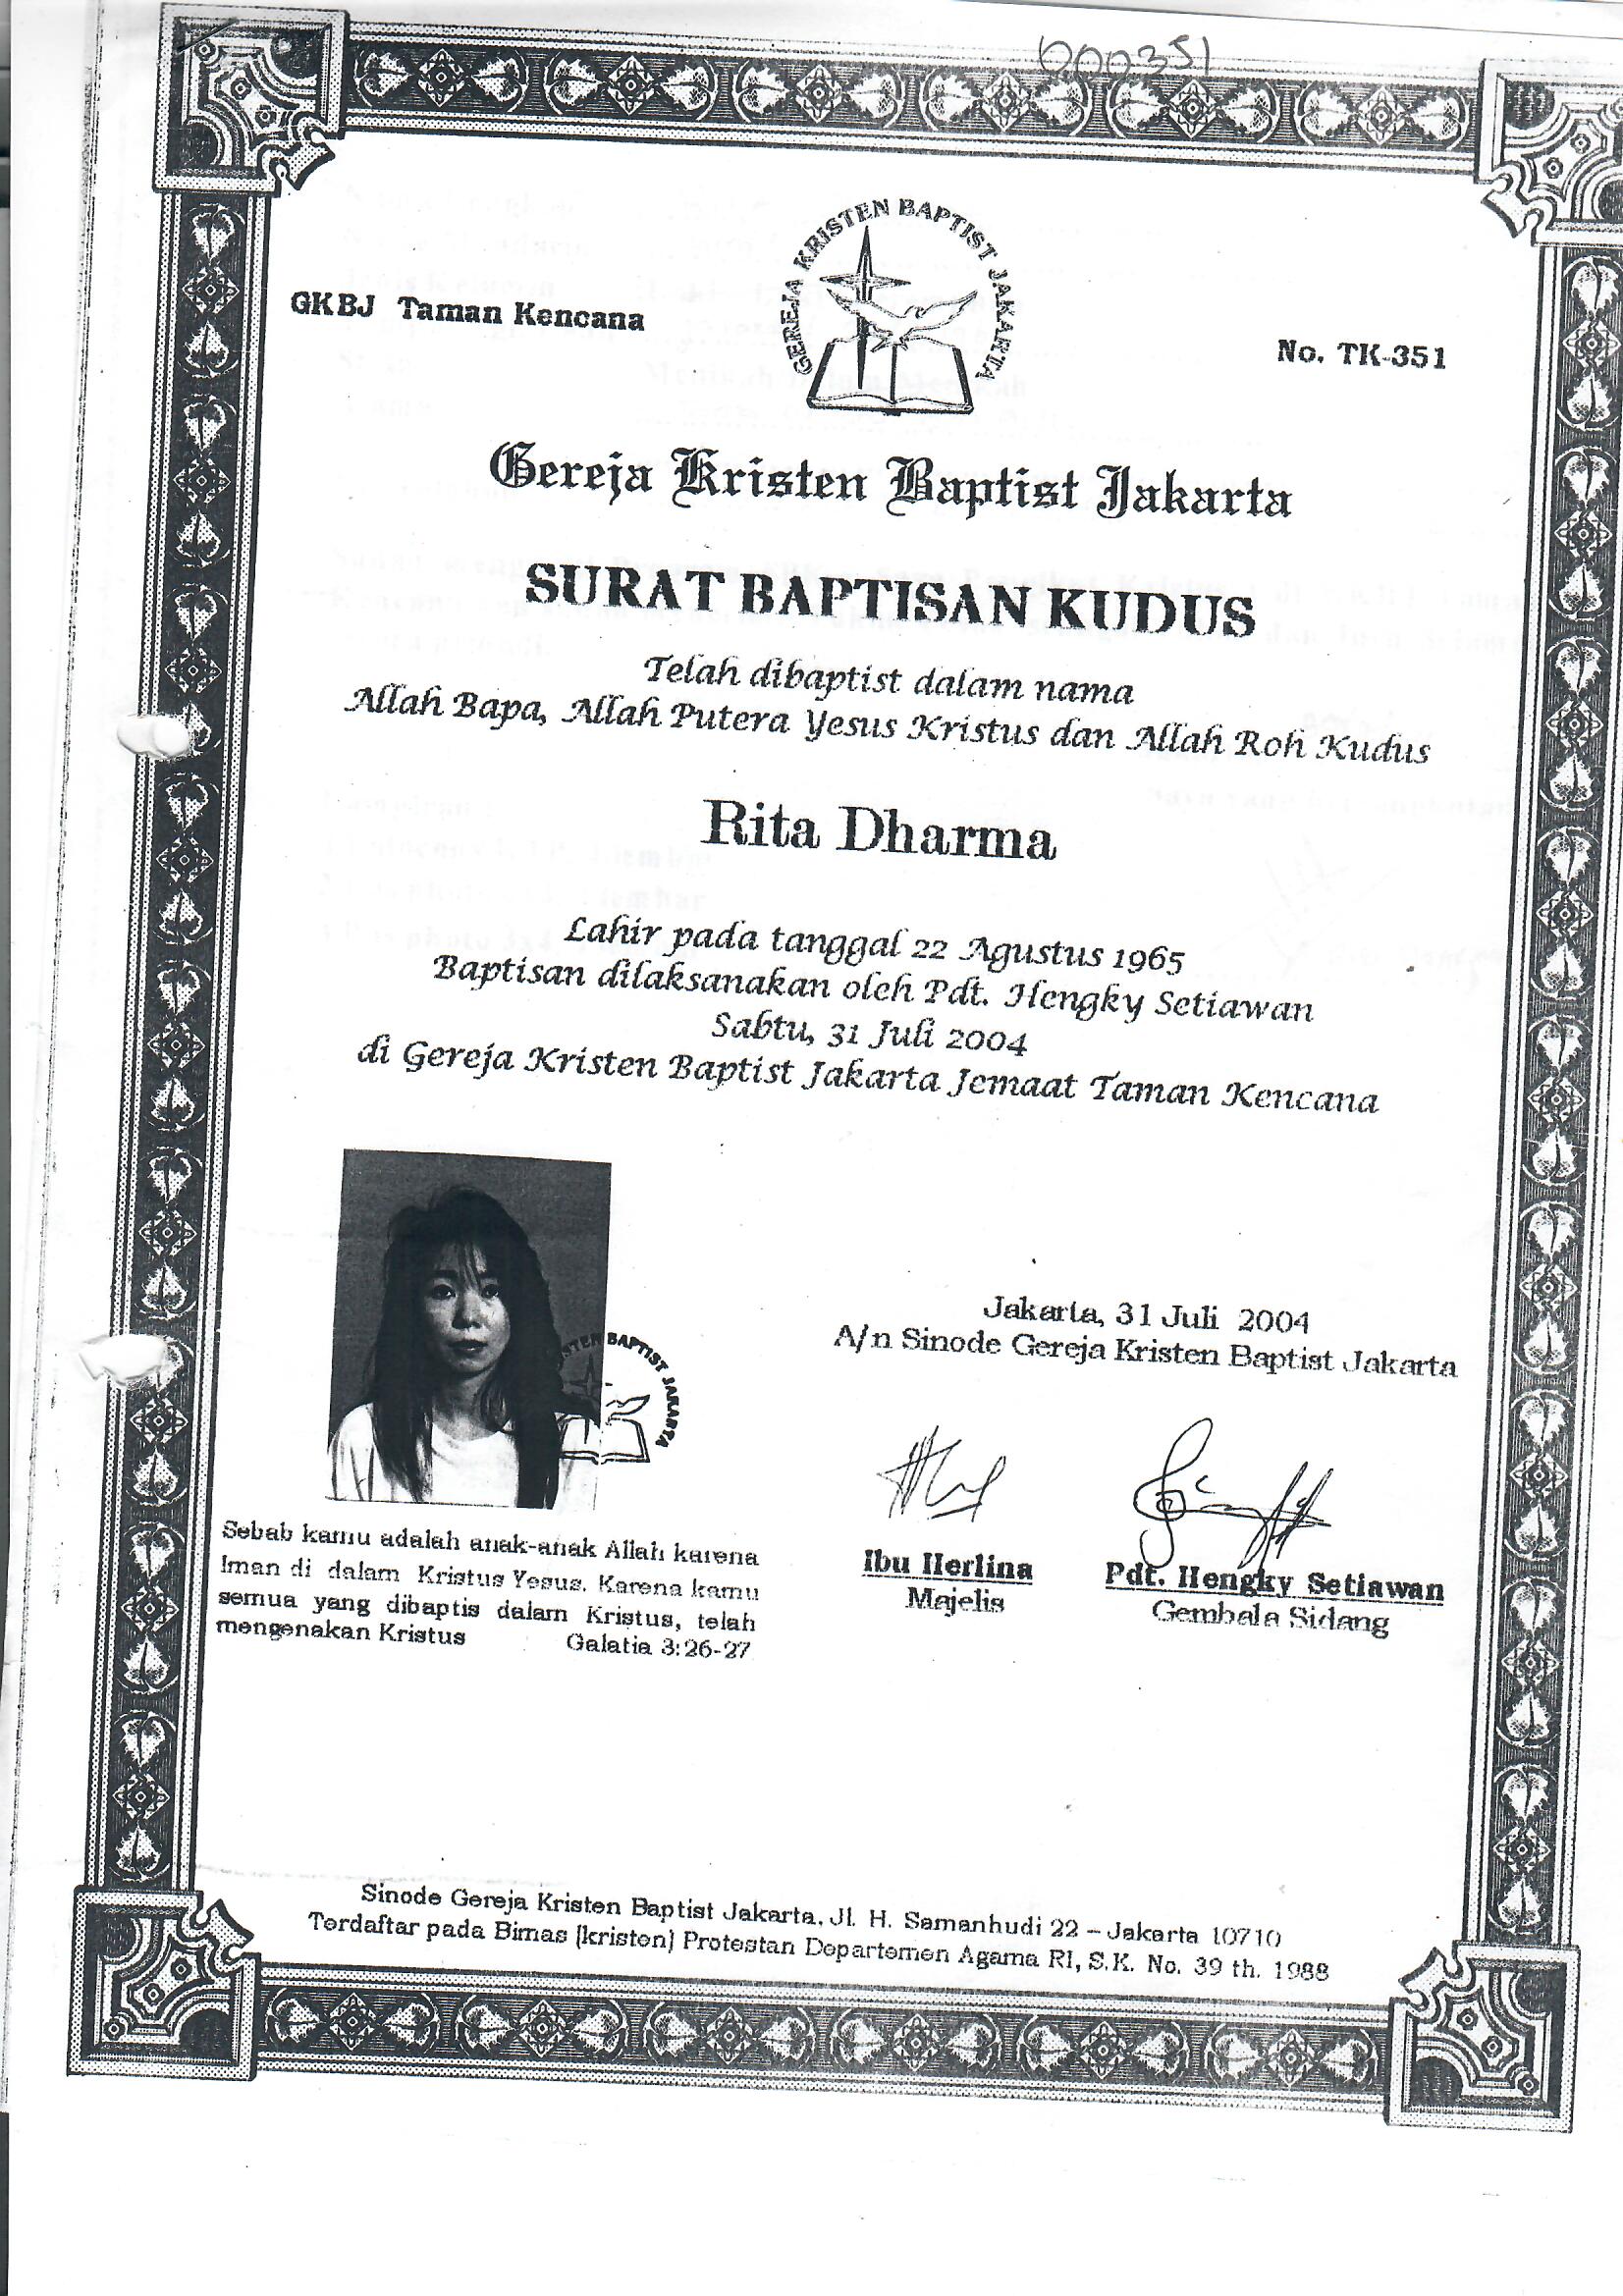 000351
GEREJA KRISTEN BAPTIST JAKARTA
GKBJ Taman Kencana
No. TK-351
Gereja Kristen Baptist Jakarta
SURAT BAPTISAN KUDUS
Telah dibaptist dalam nama
Allah Bapa, Allah Putera Yesus Kristus dan Allah Roh Kudus
Rita Dharma
Lahir pada tanggal 22 Agustus 1965
Baptisan dilaksanakan oleh Pdt. Hengky Setiawan
Sabtu, 31 Juli 2004
di Gereja Kristen Baptist Jakarta Jemaat Taman Kencana
BAPTIST JAKARTA
Jakarta, 31 Juli 2004
A/n Sinode Gereja Kristen Baptist Jakarta
Ibu Herlina
Majelis
Pdt. Hengky Setiawan
Gembala Sidang
Sebab kamu adalah anak-anak Allah karena
Iman di dalam Kristus Yesus. Karena kamu
semua yang dibaptis dalam Kristus, telah
mengenakan Kristus Galatia 3:26-27
Sinode Gereja Kristen Baptist Jakarta, Jl. H. Samanhudi 22 – Jakarta 10710
Terdaftar pada Bimas (kristen) Protestan Departemen Agama RI, S.K. No. 39 th. 1988